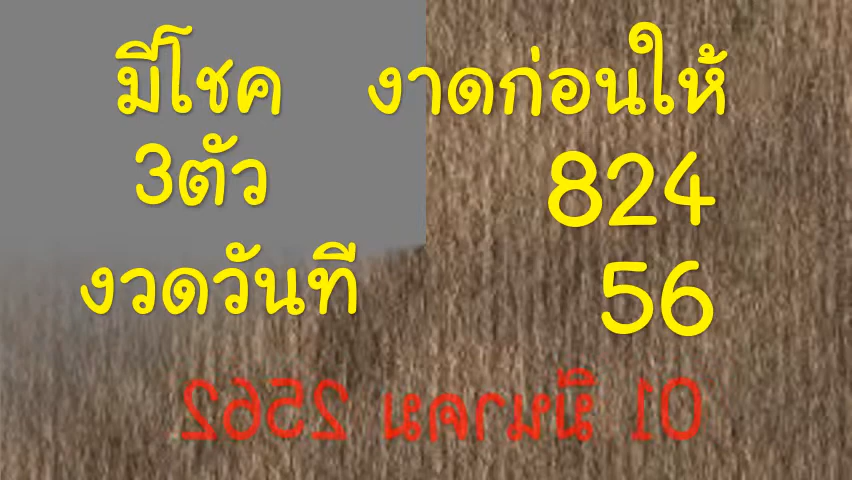 มีโชค งาดก่อนให้
3ตัว 824
งวดวันที 56
01 มีนาคม 2562